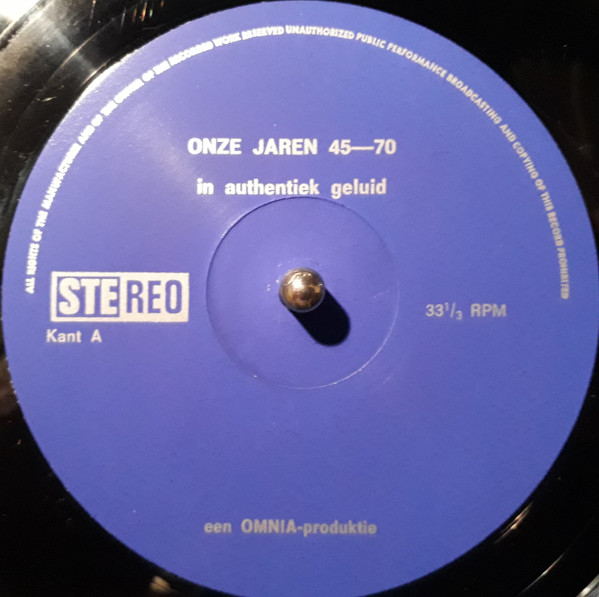 ALL RIGHTS OF THE MANUFACTURER AND OF THE OWNER OF THE RECORDED WORK RESERVED UNAUTHORIZED PUBLIC PERFORMANCE BROADCASTING AND COPYING OF THIS RECORD PROHIBITED
ONZE JAREN 45—70
in authentiek geluid
STEREO
Kant A
33¹/₃ RPM
een OMNIA-produktie